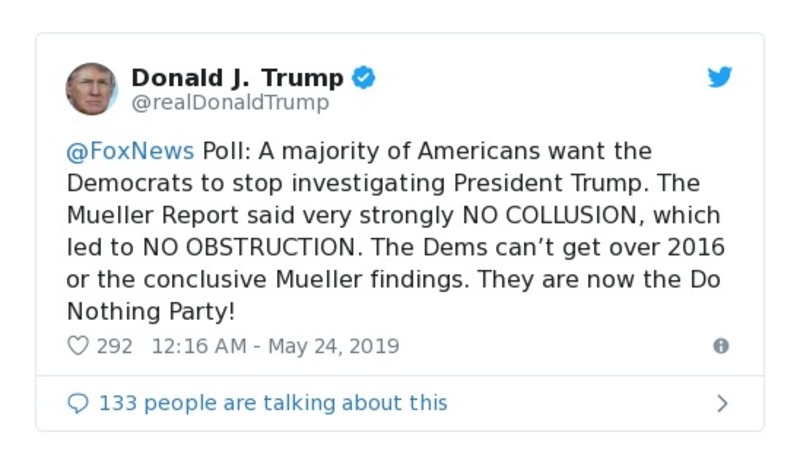 Donald J. Trump
@realDonaldTrump
@FoxNews Poll: A majority of Americans want the
Democrats to stop investigating President Trump. The
Mueller Report said very strongly NO COLLUSION, which
led to NO OBSTRUCTION. The Dems can’t get over 2016
or the conclusive Mueller findings. They are now the Do
Nothing Party!
292 12:16 AM - May 24, 2019
133 people are talking about this